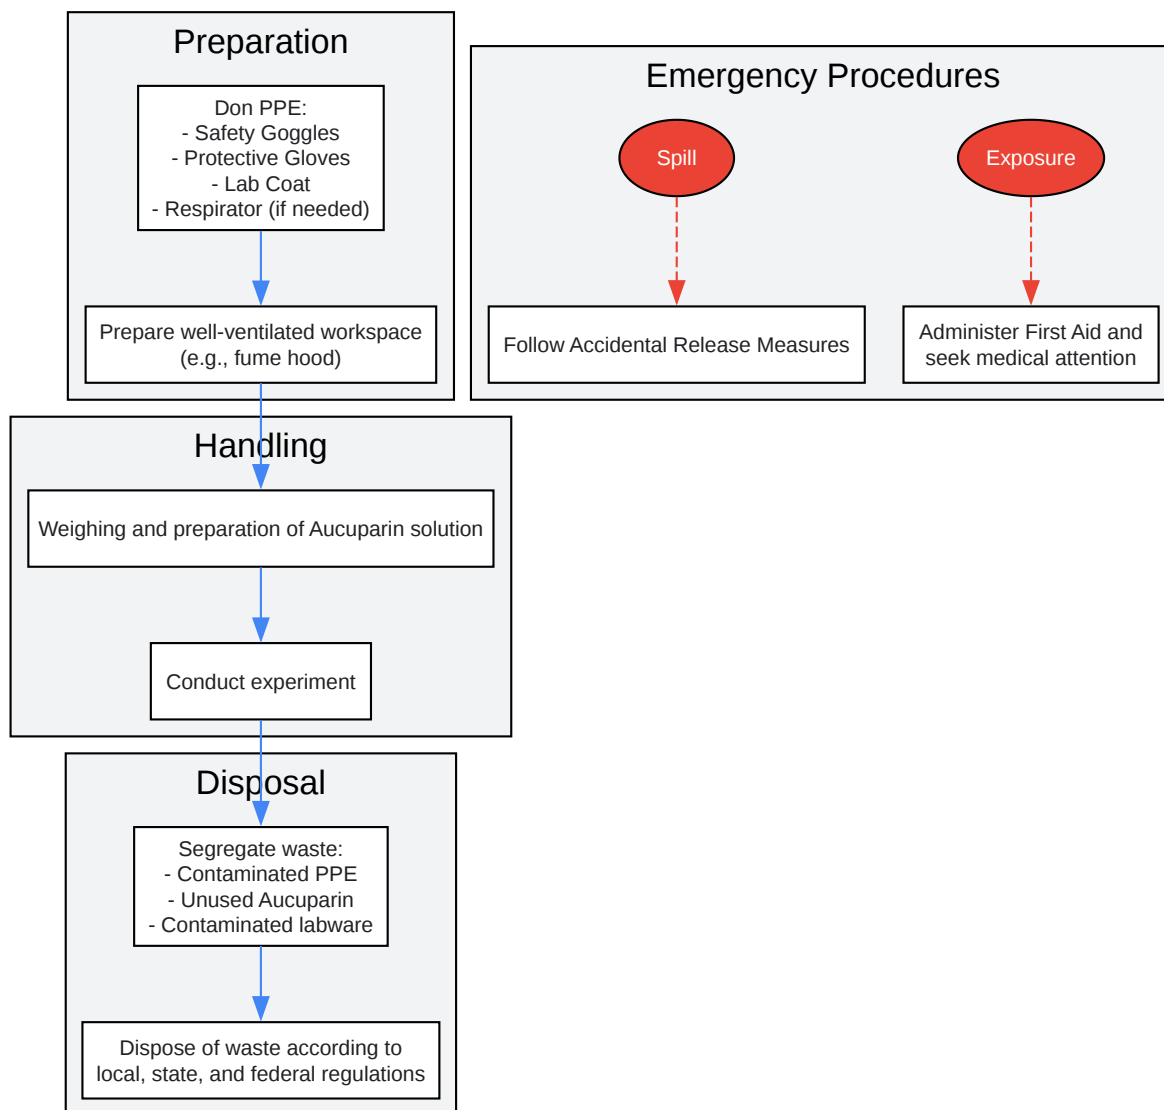 Preparation
Don PPE:
- Safety Goggles
- Protective Gloves
- Lab Coat
- Respirator (if needed)
Prepare well-ventilated workspace
(e.g., fume hood)
Emergency Procedures
Spill
Exposure
Follow Accidental Release Measures
Administer First Aid and
seek medical attention
Handling
Weighing and preparation of Aucuparin solution
Conduct experiment
Disposal
Segregate waste:
- Contaminated PPE
- Unused Aucuparin
- Contaminated labware
Dispose of waste according to
local, state, and federal regulations